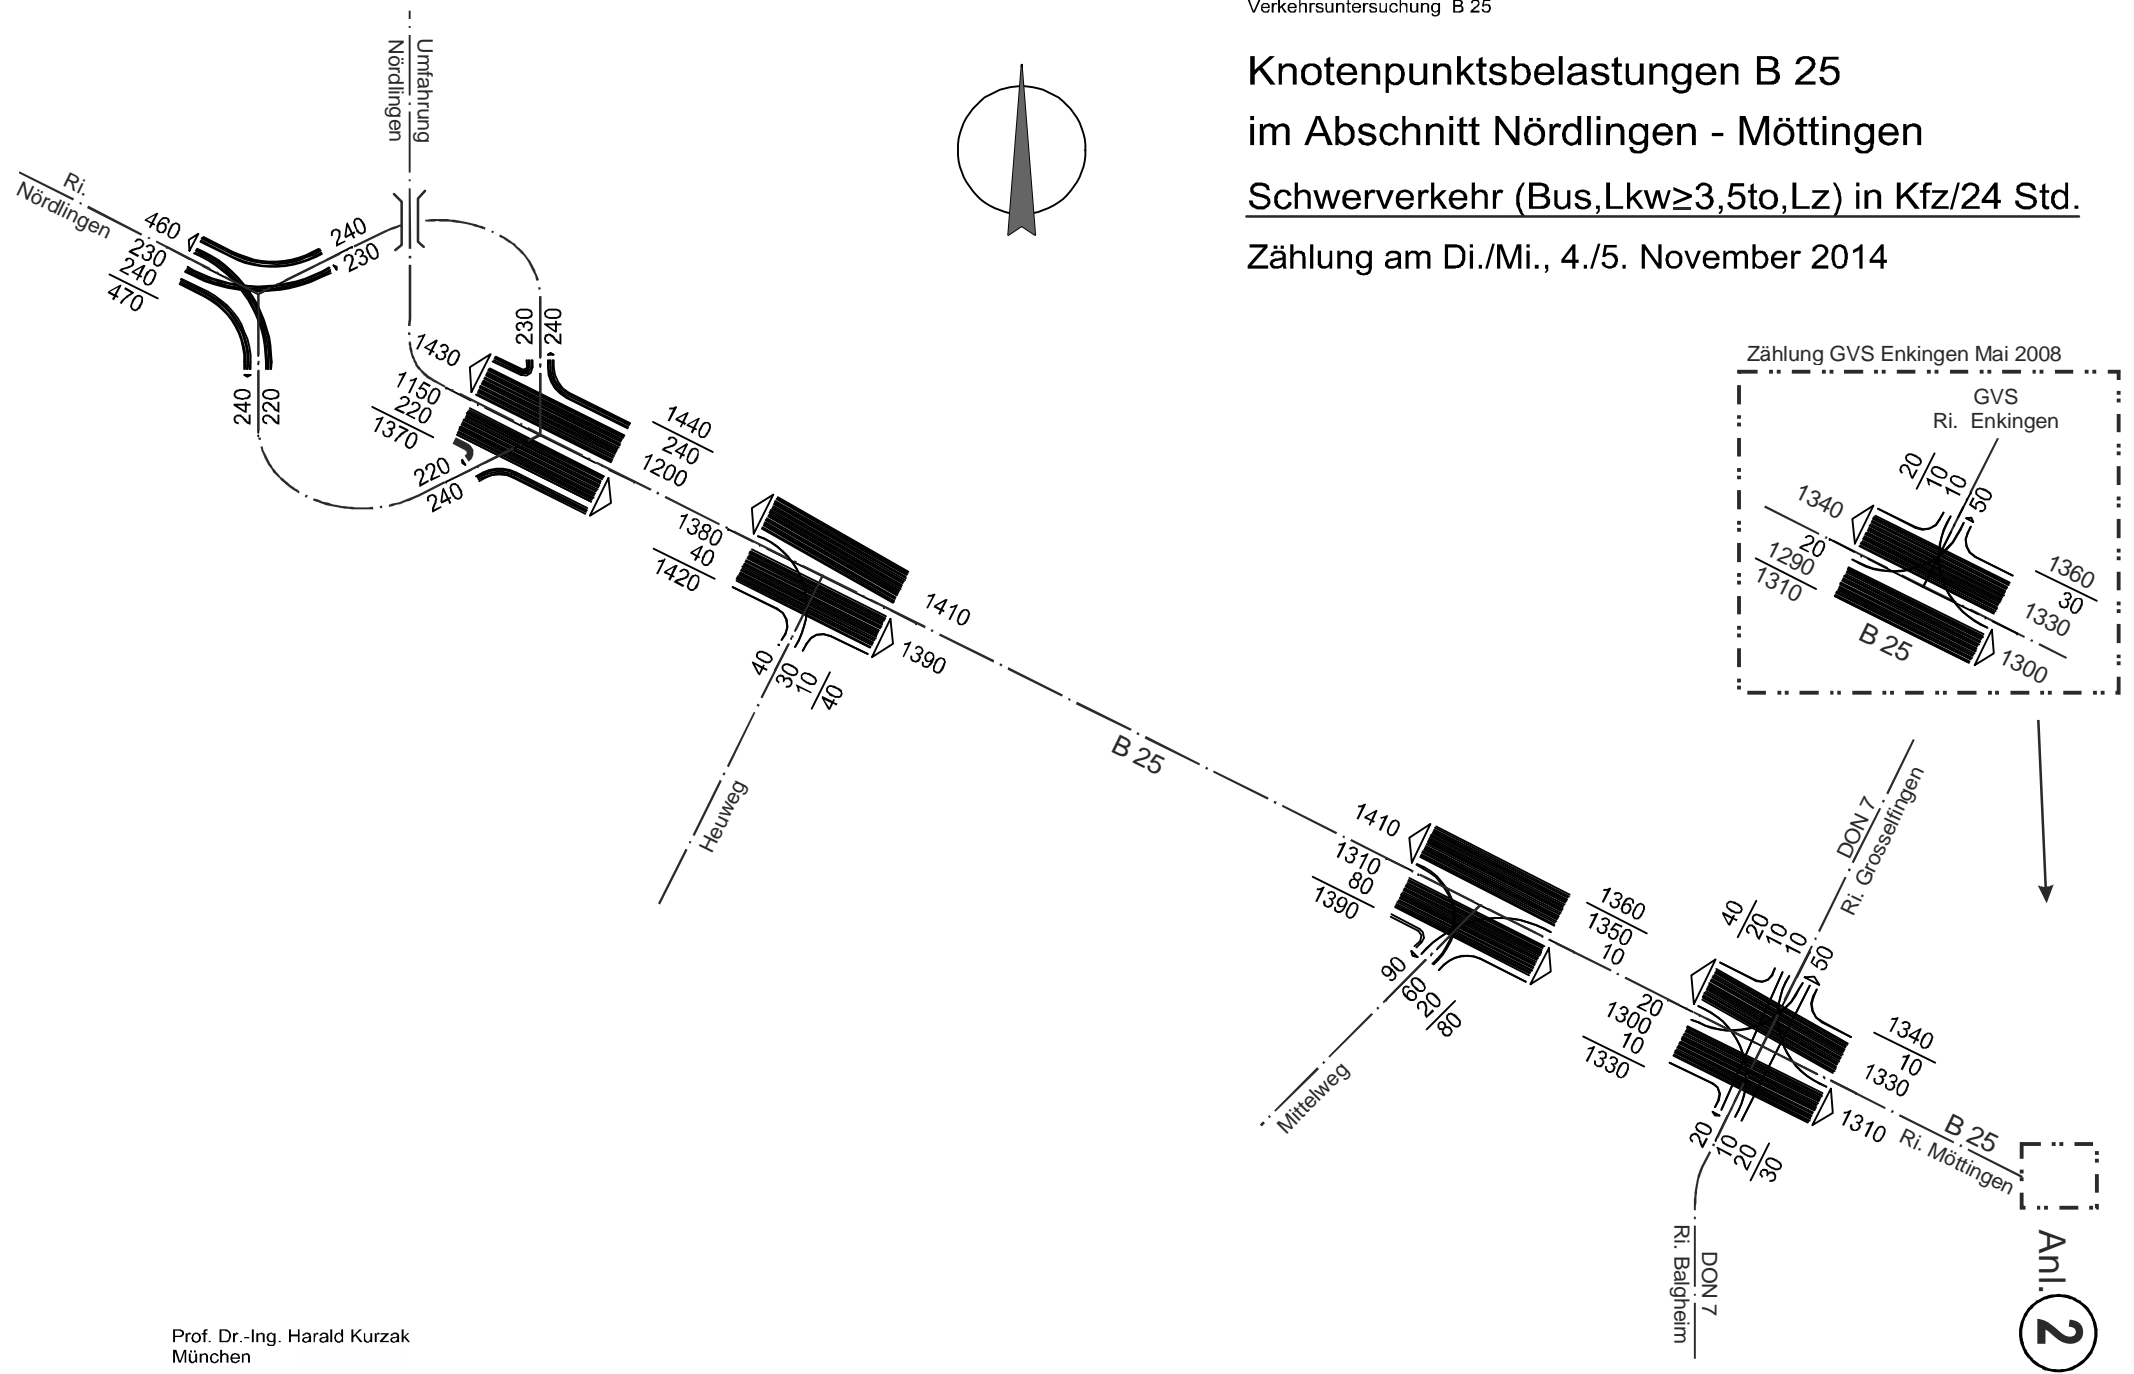 Verkehrsuntersuchung B 25
Knotenpunktsbelastungen B 25
im Abschnitt Nördlingen - Möttingen
Schwerverkehr (Bus,Lkw≥3,5to,Lz) in Kfz/24 Std.
Zählung am Di./Mi., 4./5. November 2014
Umfahrung
Nördlingen
Ri.
Nördlingen
460
230
240
470
240
230
240
220
230
240
1430
1150
220
1370
1440
240
1200
220
240
1380
40
1420
1410
1390
40
30
10
40
Heuweg
B 25
1410
1310
80
1390
1360
1350
10
90
60
20
80
Mittelweg
Zählung GVS Enkingen Mai 2008
GVS
Ri. Enkingen
20
10
10
50
1340
20
1290
1310
1360
30
1330
1300
B 25
DON 7
Ri. Grosselfingen
40
20
10
10
50
20
1300
10
1330
1340
10
1330
1310
20
10
20
30
B 25
Ri. Möttingen
DON 7
Ri. Balgheim
Anl.
2
Prof. Dr.-Ing. Harald Kurzak
München